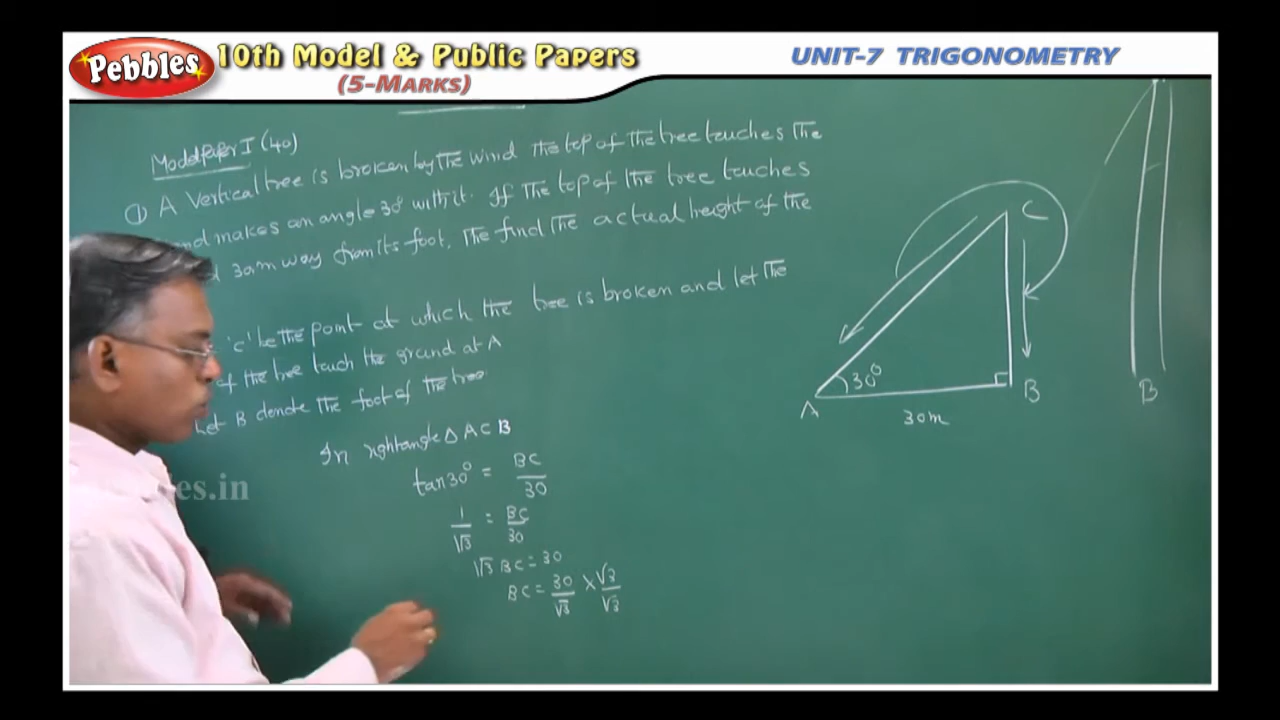 Pebbles
10th Model & Public Papers
(5-Marks)
UNIT-7 TRIGONOMETRY
Model paper I (40)
① A Vertical tree is broken by the wind the top of the tree touches the
makes an angle 30° with it. If the top of the tree touches
30m way from its foot. The find the actual height of the
'c' be the point at which the tree is broken and let the
of the tree touch the ground at A
Let B denote the foot of the tree
In rightangle △ ACB
tan30° = BC/30
1/√3 = BC/30
√3 BC = 30
BC = 30/√3 × √3/√3
C
30°
A
B
30m
B
es.in